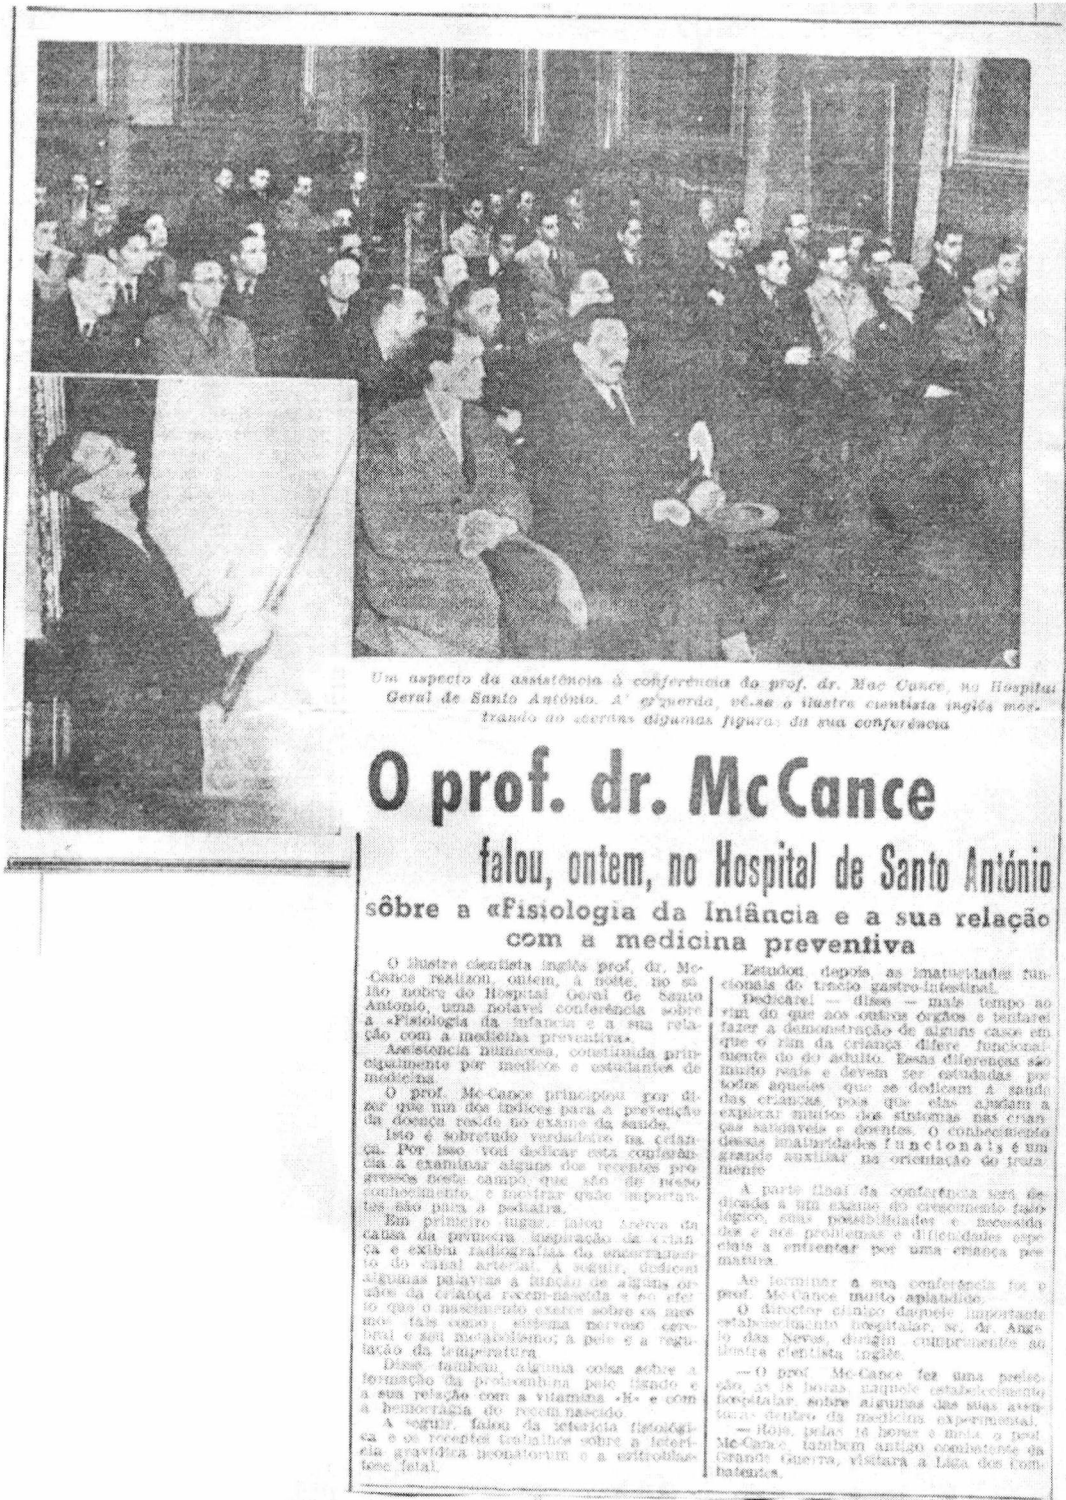 Um aspecto da assistência à conferência do prof. dr. Mac Cance, no Hospital
Geral de Santo António. A' esquerda, vê-se o ilustre cientista inglês mos-
trando ao algumas figuras da sua conferência
O prof. dr. McCance
falou, ontem, no Hospital de Santo António
sôbre a «Fisiologia da Infância e a sua relação
com a medicina preventiva
O ilustre cientista inglês prof. dr. Mc-
-Cance realizou, ontem, à noite, no sa-
lão nobre do Hospital Geral de Santo
António, uma notável conferência sobre
a «Fisiologia da infância e a sua rela-
ção com a medicina preventiva».
Assistência numerosa, constituída prin-
cipalmente por médicos e estudantes de
medicina
O prof. Mc-Cance principiou por di-
zer que um dos índices para a prevenção
da doença reside no exame da saúde.
Isto é sobretudo verdadeiro na crian-
ça. Por isso vou dedicar esta conferên-
cia a examinar alguns dos recentes pro-
gressos neste campo, que são de nosso
conhecimento, e mostrar quão importan-
tes são para a pediatria.
Em primeiro lugar, falou àcêrca da
causa da primeira inspiração da crian-
ça e exibiu radiografias do encerramen-
to do canal arterial. A seguir, dedicou
algumas palavras à função de alguns or-
gãos da criança recem-nascida e no efei-
to que o nascimento exerce sobre os mes-
mos, tais como: sistema nervoso cere-
bral e seu metabolismo; a pele e a regu-
lação da temperatura
Disse, também, alguma coisa sobre a
formação da protrombina pelo fígado e
a sua relação com a vitamina «K» e com
a hemorragia do recem-nascido.
A seguir, falou da icterícia fisiológi-
ca e os recentes trabalhos sobre a icterí-
cia gravídica neonatorum e a eritroblas-
tose fetal.
Estudou, depois, as imaturidades fun-
cionais do tracto gastro-intestinal.
Dedicarei — disse — mais tempo ao
rim do que aos outros órgãos e tentarei
fazer a demonstração de alguns casos em
que o rim da criança difere funcional-
mente do do adulto. Essas diferenças são
muito reais e devem ser estudadas por
todos aqueles que se dedicam à saúde
das crianças, pois que elas ajudam a
explicar muitos dos sintomas nas crian-
ças saüdáveis e doentes. O conhecimento
dessas imaturidades funcionais é um
grande auxiliar na orientação do trata-
mento
A parte final da conferência será de-
dicada a um exame do crescimento
suas possibilidades e necessida-
des e aos problemas e dificuldades espe-
ciais a enfrentar por uma criança pre-
matura.
Ao terminar a sua conferência foi o
prof. Mc-Cance muito aplaudido.
O director clínico daquele importante
estabelecimento hospitalar, sr. dr. Ange-
lo das Neves, dirigiu cumprimentos ao
ilustre cientista inglês.
— O prof. Mc-Cance fez uma prelec-
ção, às 18 horas, naquele estabelecimento
hospitalar, sobre algumas das suas aven-
turas dentro da medicina experimental.
— Hoje, pelas 18 horas e meia, o prof.
Mc-Cance, também antigo combatente da
Grande Guerra, visitará a Liga dos Com-
batentes.